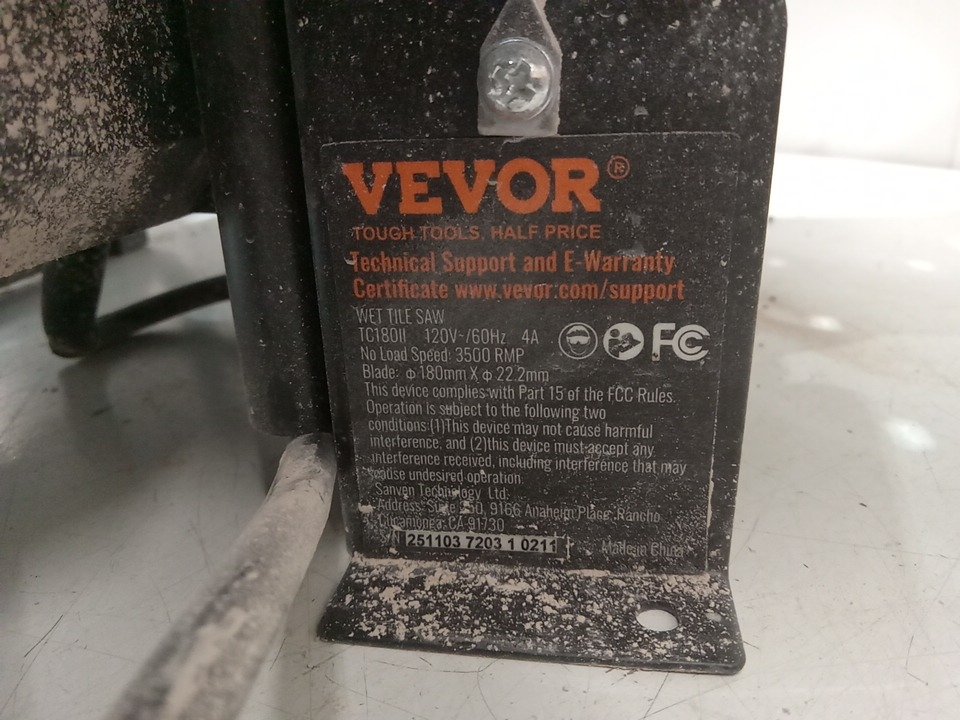 VEVOR®
TOUGH TOOLS, HALF PRICE
Technical Support and E-Warranty
Certificate www.vevor.com/support
WET TILE SAW
TC180II 120V~/60Hz 4A
No Load Speed: 3500 RMP
Blade: φ 180mm X φ 22.2mm
FC
This device complies with Part 15 of the FCC Rules.
Operation is subject to the following two
conditions:(1)This device may not cause harmful
interference, and (2)this device must accept any
interference received, including interference that may
cause undesired operation.
Sanven Technology Ltd.
Address: Suite 250, 9166 Anaheim Place, Rancho
Cucamonga, CA 91730
S/N 251103 7203 1 0211 Made in China